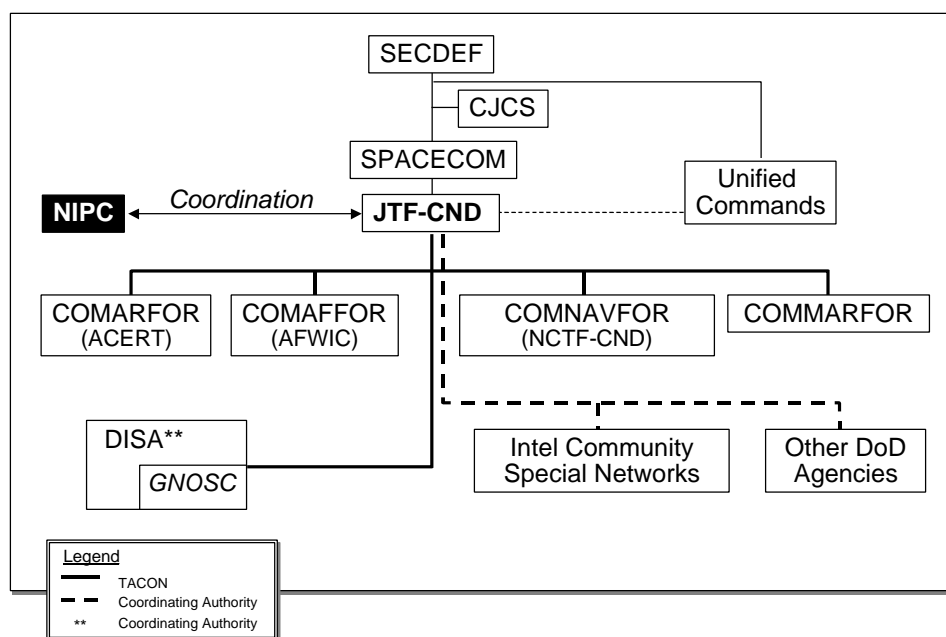 SECDEF
CJCS
SPACECOM
Unified
Commands
NIPC
Coordination
JTF-CND
COMARFOR
(ACERT)
COMAFFOR
(AFWIC)
COMNAVFOR
(NCTF-CND)
COMMARFOR
DISA**
GNOSC
Intel Community
Special Networks
Other DoD
Agencies
Legend
TACON
Coordinating Authority
** Coordinating Authority